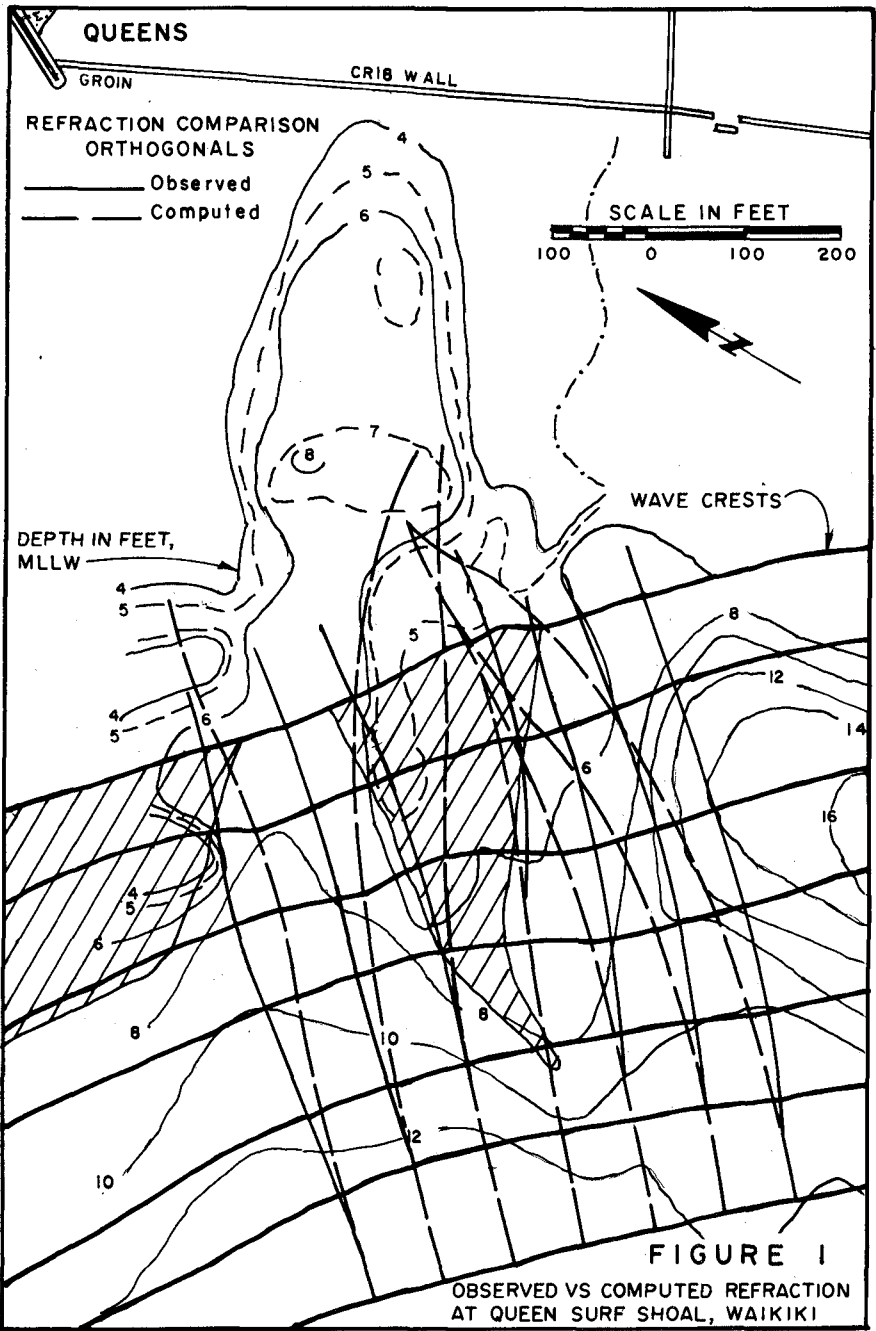 QUEENS
GROIN
CRIB WALL
REFRACTION COMPARISON
ORTHOGONALS
Observed
Computed
4
5
6
SCALE IN FEET
100 0 100 200
N
7
8
WAVE CRESTS
DEPTH IN FEET,
MLLW
4
5
5
8
12
4
5
6
14
6
16
4
5
6
8
8
10
12
10
FIGURE 1
OBSERVED VS COMPUTED REFRACTION
AT QUEEN SURF SHOAL, WAIKIKI